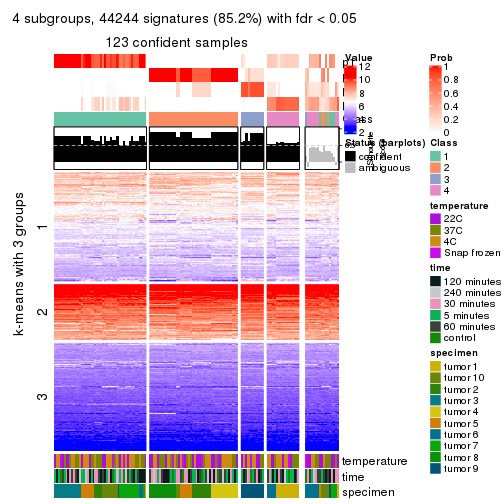 4 subgroups, 44244 signatures (85.2%) with fdr < 0.05
123 confident samples
k-means with 3 groups
1
2
3
temperature
time
specimen
Value
12
10
8
6
4
2
0
Status (barplots)
confident
ambiguous
Prob
1
0.8
0.6
0.4
0.2
0
Class
1
2
3
4
temperature
22C
37C
4C
Snap frozen
time
120 minutes
240 minutes
30 minutes
5 minutes
60 minutes
control
specimen
tumor 1
tumor 10
tumor 2
tumor 3
tumor 4
tumor 5
tumor 6
tumor 7
tumor 8
tumor 9